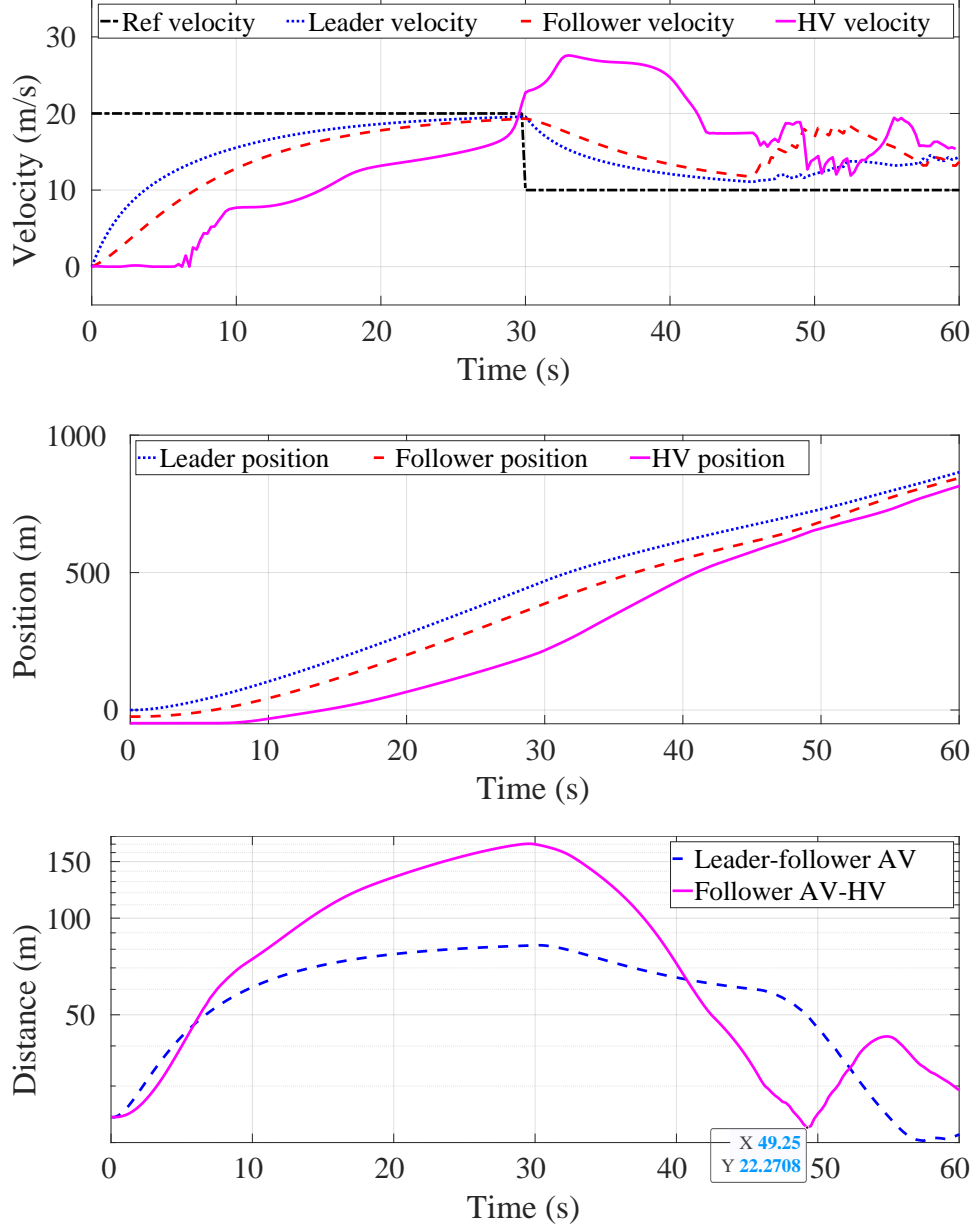 Ref velocity Leader velocity Follower velocity HV velocity
30
20
10
0
Velocity (m/s)
0 10 20 30 40 50 60
Time (s)
Leader position Follower position HV position
1000
500
0
Position (m)
0 10 20 30 40 50 60
Time (s)
Leader-follower AV
Follower AV-HV
150
100
50
Distance (m)
X 49.25
Y 22.2708
0 10 20 30 40 50 60
Time (s)